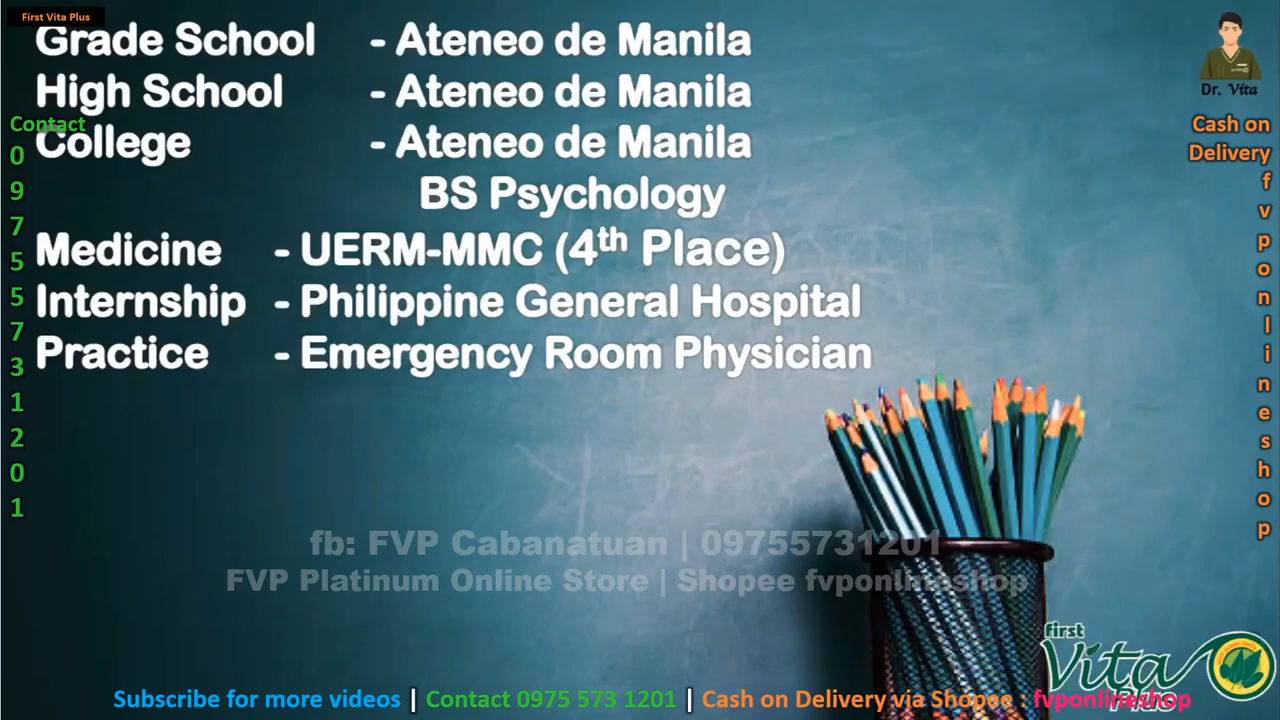 First Vita Plus
Grade School - Ateneo de Manila
High School - Ateneo de Manila
College - Ateneo de Manila
BS Psychology
Medicine - UERM-MMC (4th Place)
Internship - Philippine General Hospital
Practice - Emergency Room Physician
Contact
0
9
7
5
5
7
3
1
2
0
1
Dr. Vita
Cash on
Delivery
f
v
p
o
n
l
i
n
e
s
h
o
p
fb: FVP Cabanatuan | 09755731201
FVP Platinum Online Store | Shopee fvponlineshop
first
Vita
Plus
Subscribe for more videos | Contact 0975 573 1201 | Cash on Delivery via Shopee : fvponlineshop